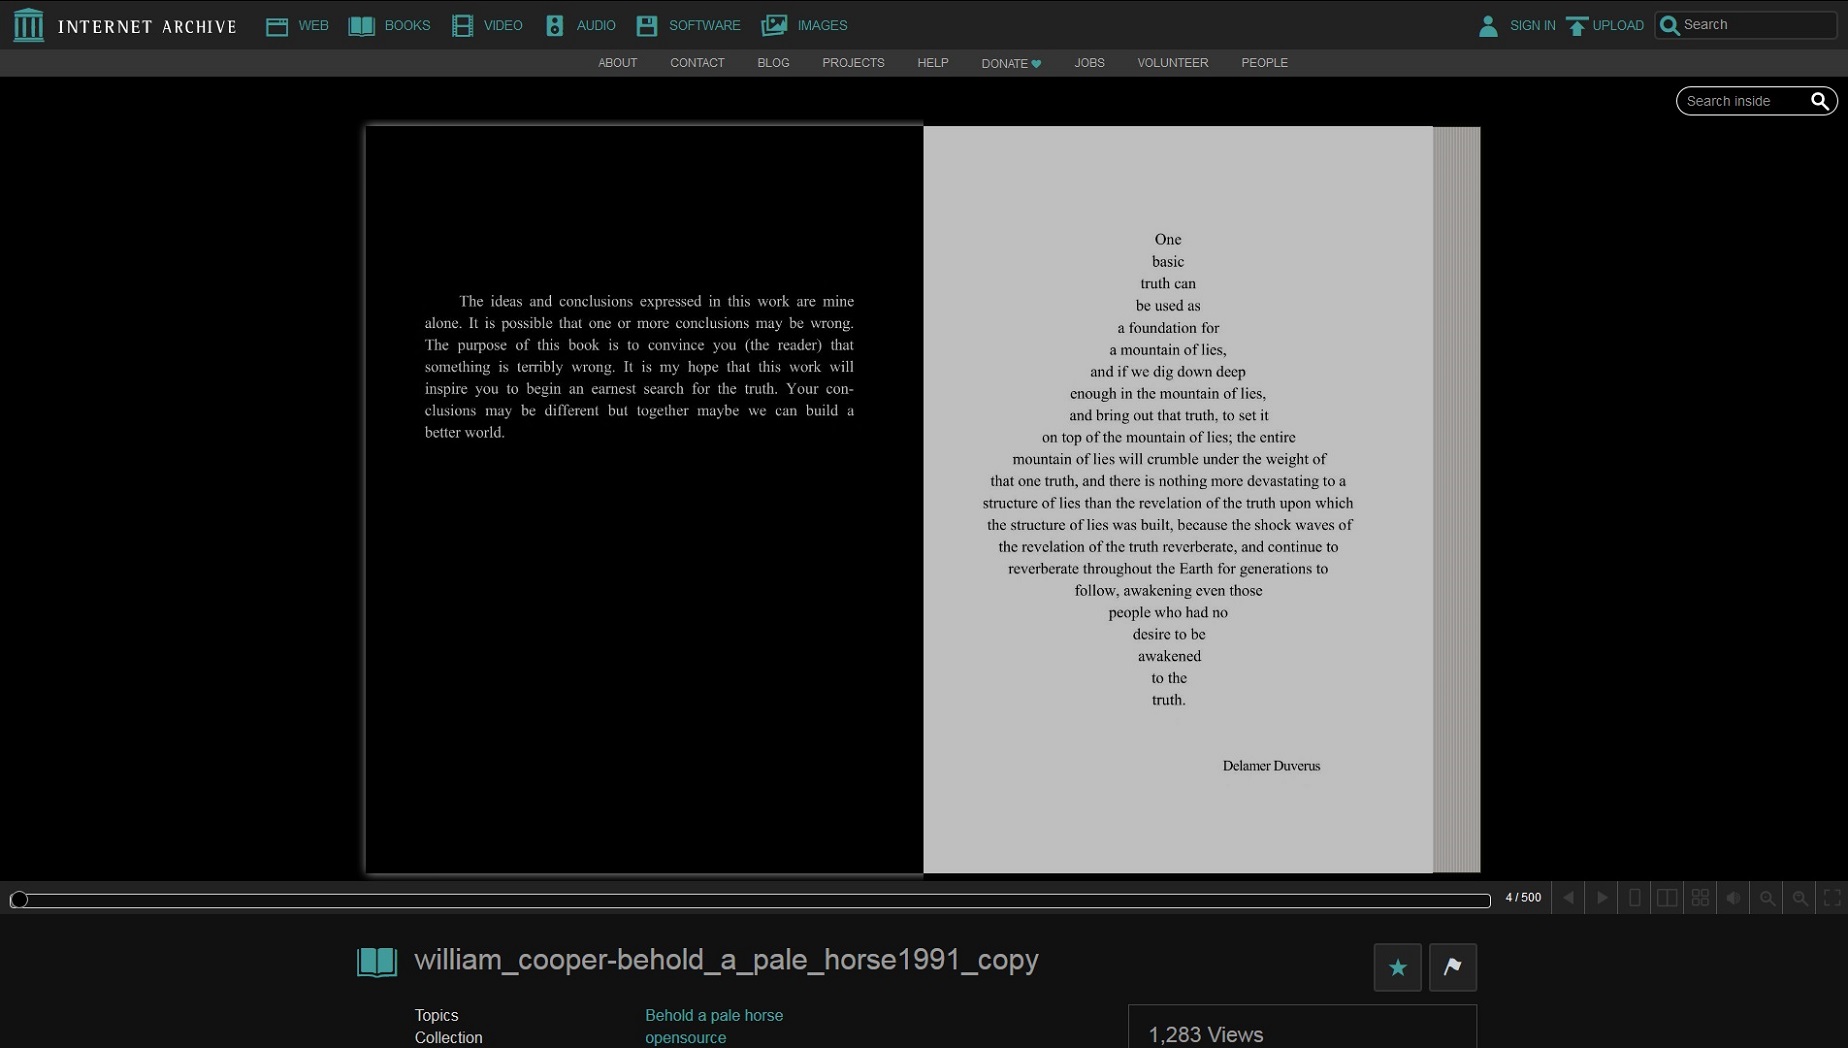 INTERNET ARCHIVE
WEB
BOOKS
VIDEO
AUDIO
SOFTWARE
IMAGES
SIGN IN
UPLOAD
Search
ABOUT
CONTACT
BLOG
PROJECTS
HELP
DONATE
JOBS
VOLUNTEER
PEOPLE
Search inside
The ideas and conclusions expressed in this work are mine
alone. It is possible that one or more conclusions may be wrong.
The purpose of this book is to convince you (the reader) that
something is terribly wrong. It is my hope that this work will
inspire you to begin an earnest search for the truth. Your con-
clusions may be different but together maybe we can build a
better world.
One
basic
truth can
be used as
a foundation for
a mountain of lies,
and if we dig down deep
enough in the mountain of lies,
and bring out that truth, to set it
on top of the mountain of lies; the entire
mountain of lies will crumble under the weight of
that one truth, and there is nothing more devastating to a
structure of lies than the revelation of the truth upon which
the structure of lies was built, because the shock waves of
the revelation of the truth reverberate, and continue to
reverberate throughout the Earth for generations to
follow, awakening even those
people who had no
desire to be
awakened
to the
truth.
Delamer Duverus
4 / 500
william_cooper-behold_a_pale_horse1991_copy
Topics
Behold a pale horse
Collection
opensource
1,283 Views